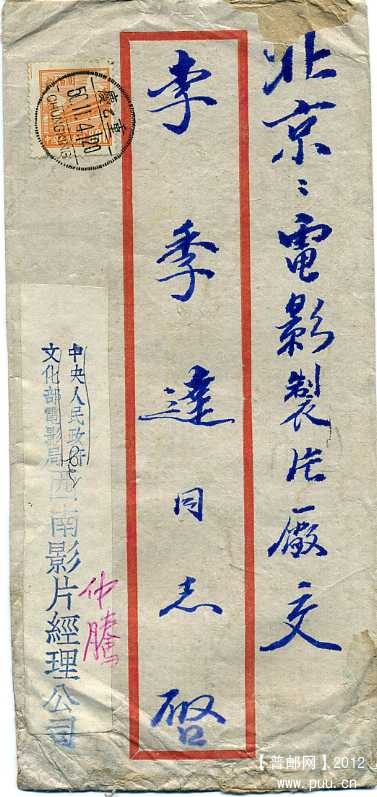 北京:電影製片廠交
李季達同志 啓
中央人民政府
文化部電影局
西南影片經理公司
仲騰
CHUNGKING
【普邮网】2012
www.puu.cn